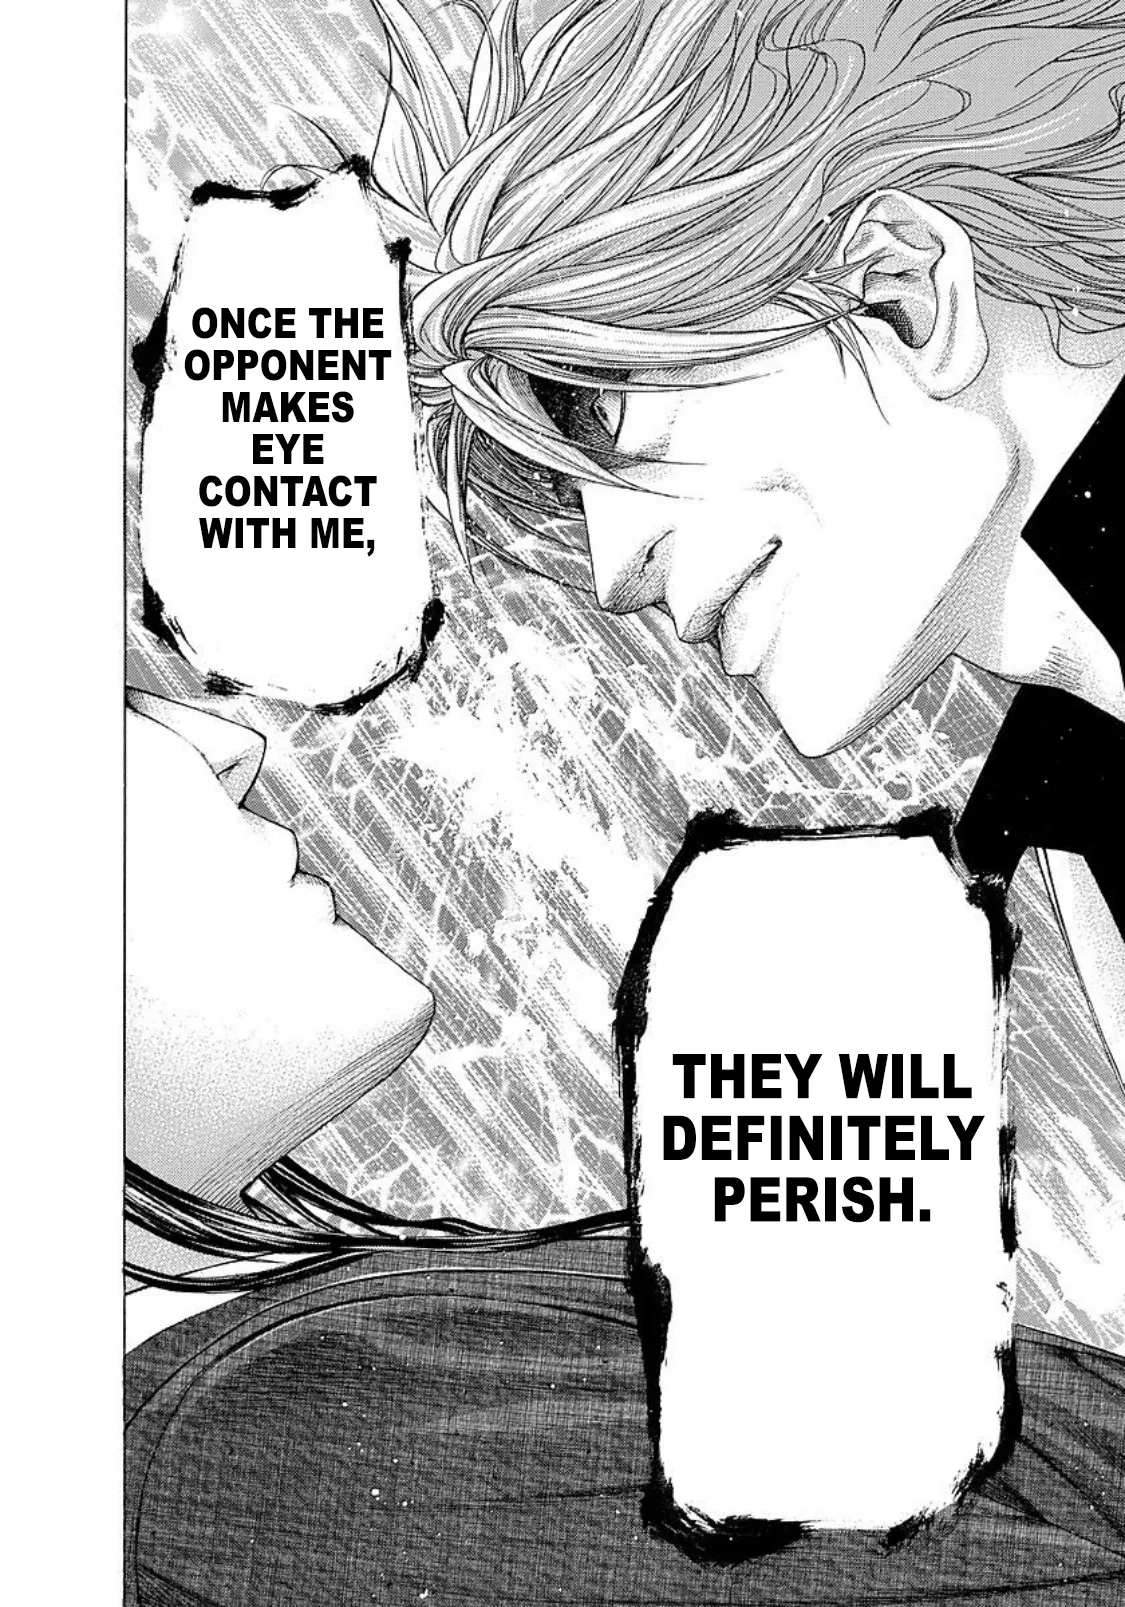 ONCE THE
OPPONENT
MAKES
EYE
CONTACT
WITH ME,
THEY WILL
DEFINITELY
PERISH.